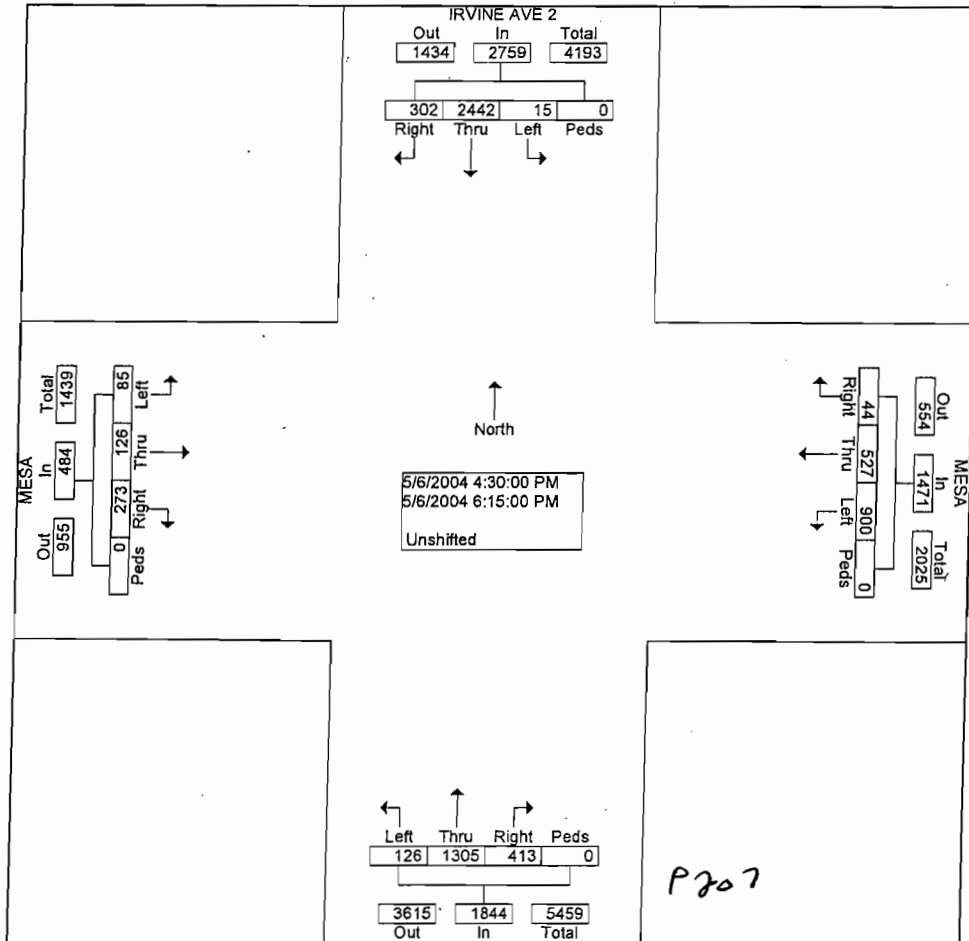 IRVINE AVE 2
Out In Total
1434 2759 4193
302 2442 15 0
Right Thru Left Peds
MESA
Total 1439
In 484
Out 955
85 126 273 0
Left Thru Right Peds
North
5/6/2004 4:30:00 PM
5/6/2004 6:15:00 PM
Unshifted
Right Thru Left Peds
44 527 900 0
Out 554
In 1471
Total 2025
MESA
Left Thru Right Peds
126 1305 413 0
3615 1844 5459
Out In Total
P207